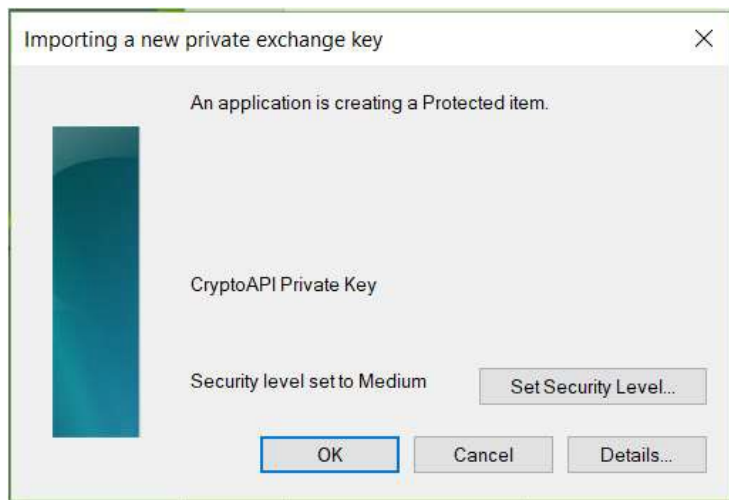 Importing a new private exchange key
An application is creating a Protected item.
CryptoAPI Private Key
Security level set to Medium
Set Security Level...
OK
Cancel
Details...